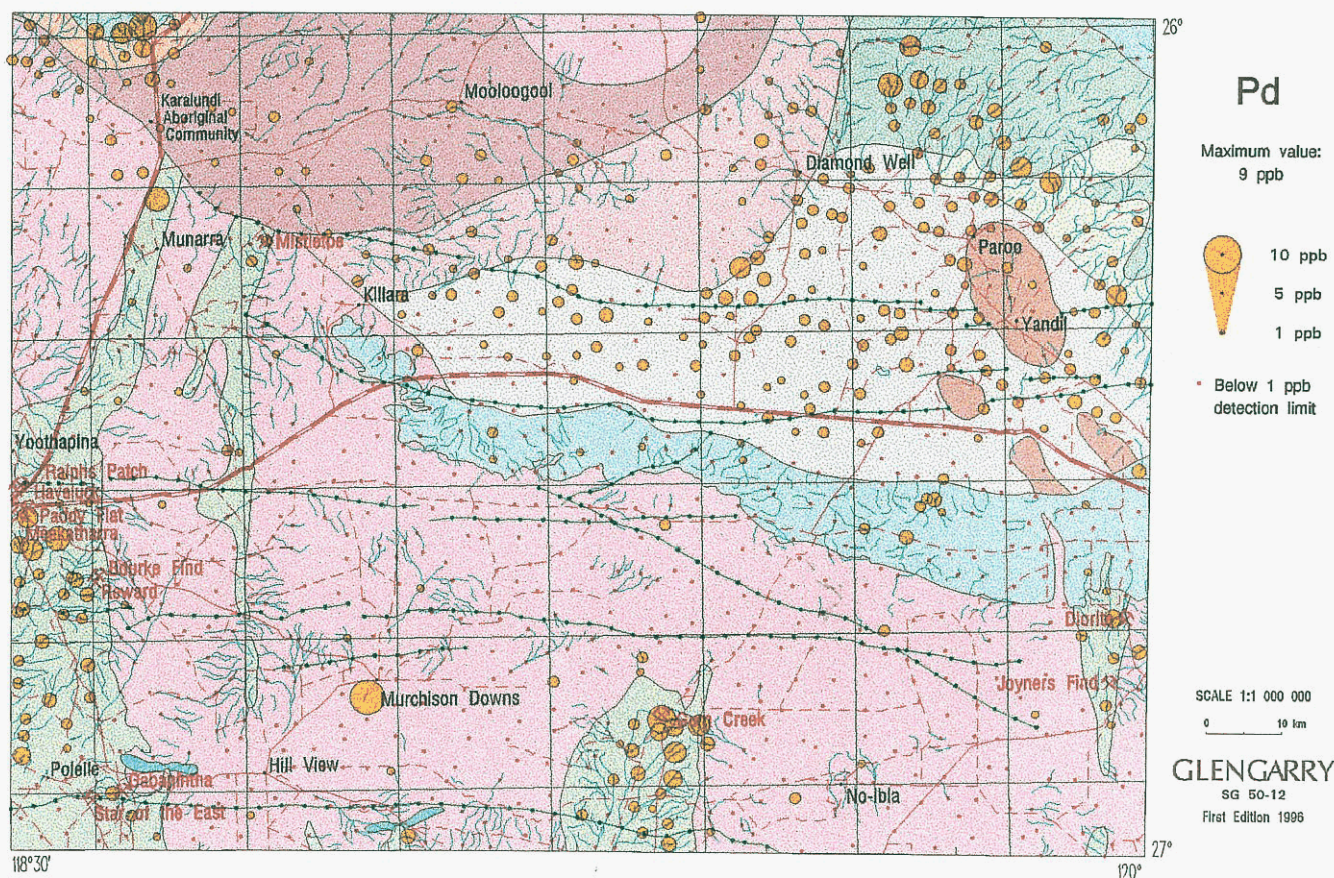 26°
Pd
Maximum value:
9 ppb
10 ppb
5 ppb
1 ppb
Below 1 ppb
detection limit
Karalundi
Aboriginal
Community
Mooloogool
Diamond Well
Munarra
Mistletoe
Paroo
Killara
Yandil
Yoothapina
Ralphs Patch
Haveluck
Paddy Flat
Meekatharra
Bourke Find
Reward
Diorite
Joyners Find
Murchison Downs
Gum Creek
Polelle
Gabanintha
Hill View
No-Ibla
Star of the East
SCALE 1:1 000 000
0 10 km
GLENGARRY
SG 50-12
First Edition 1996
27°
118°30'
120°